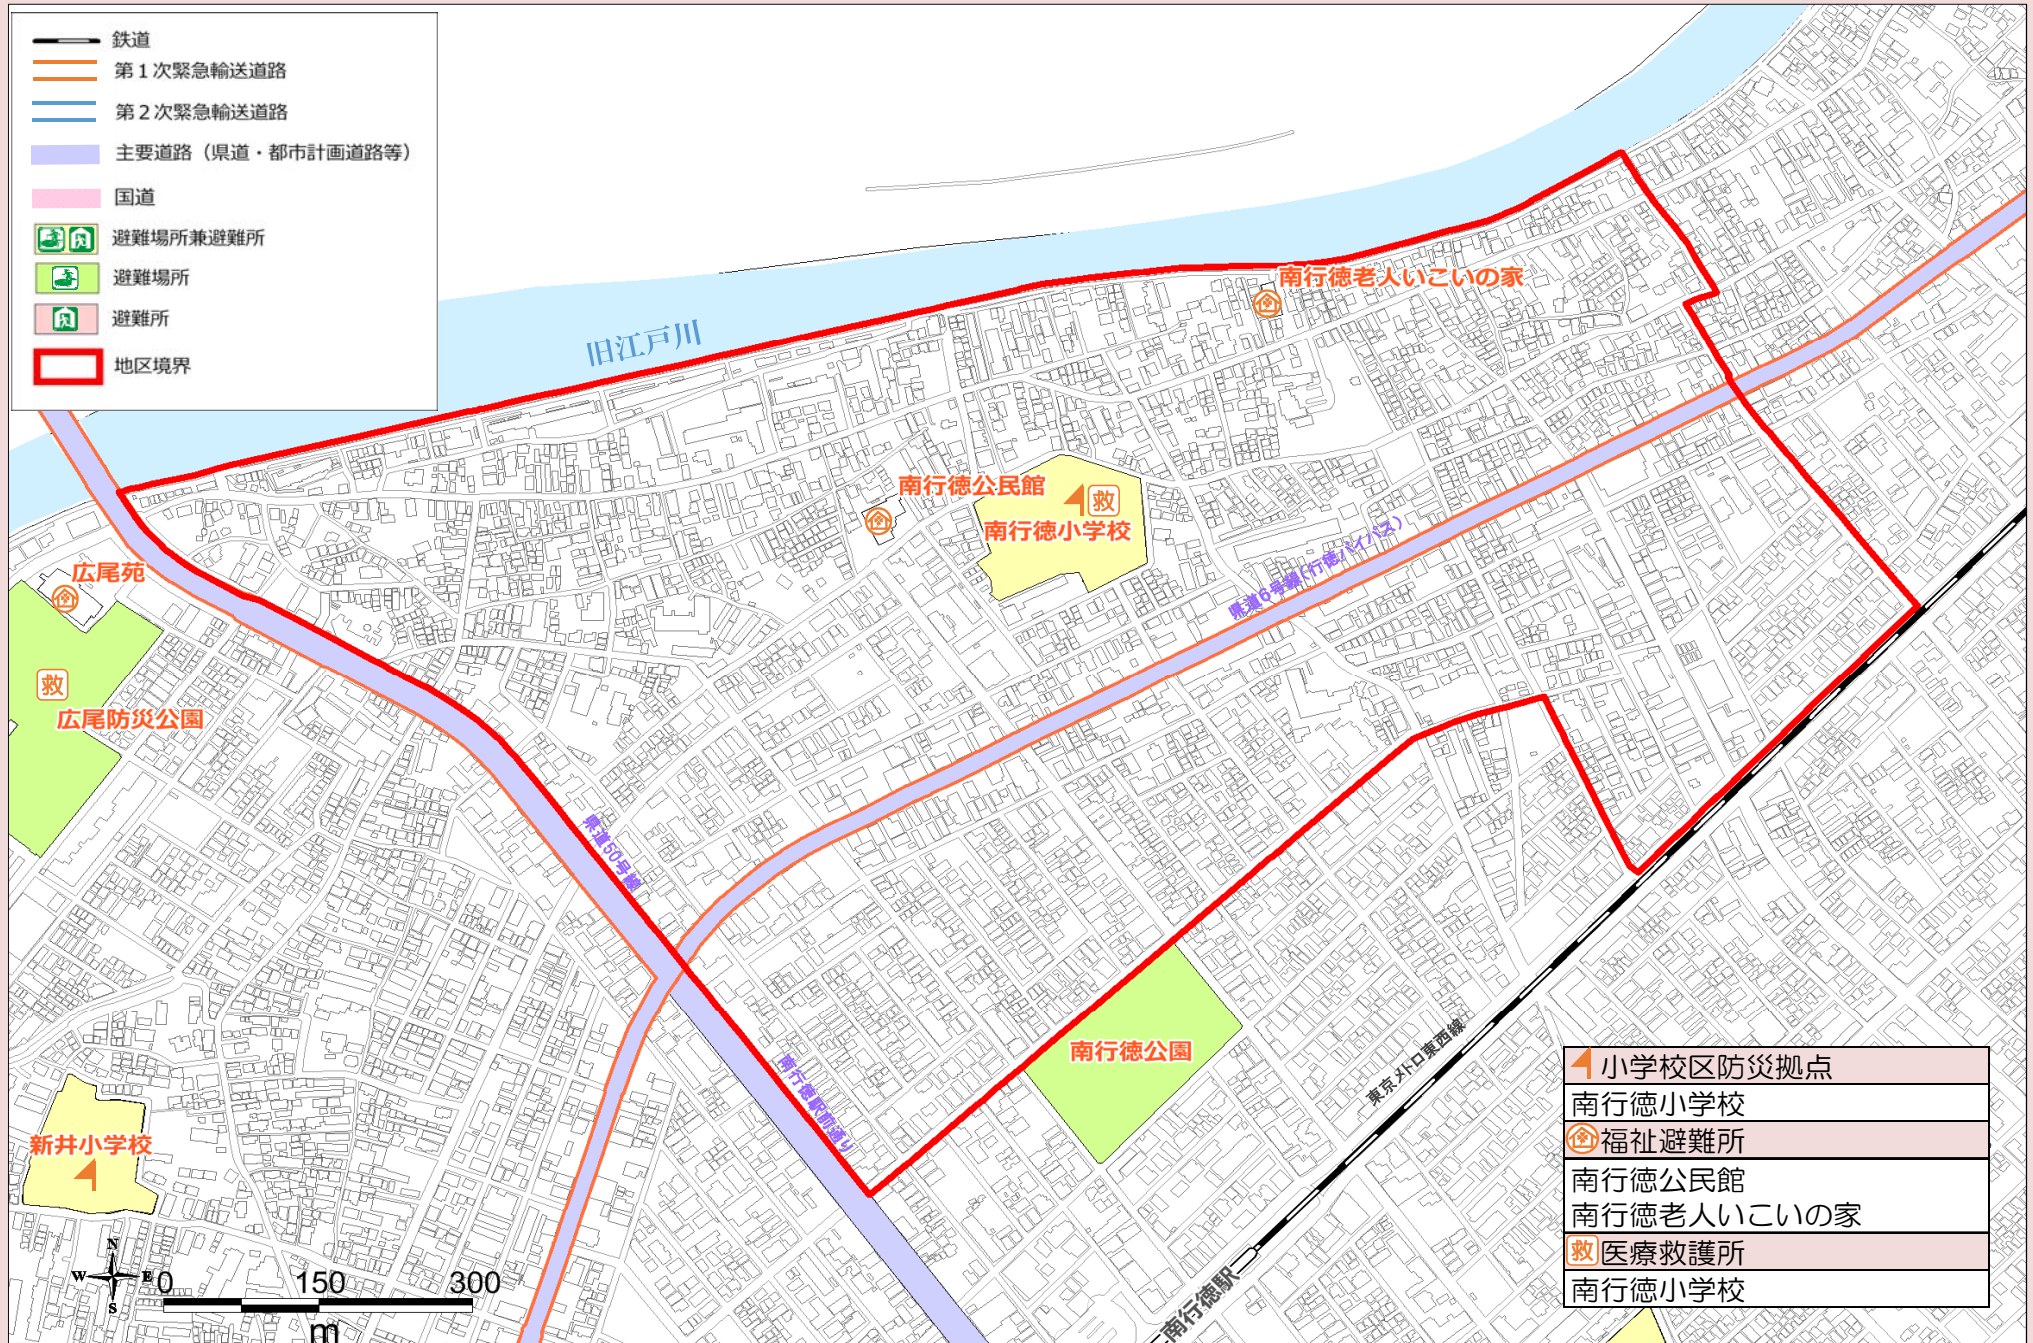 鉄道
第１次緊急輸送道路
第２次緊急輸送道路
主要道路（県道・都市計画道路等）
国道
避難場所兼避難所
避難場所
避難所
地区境界
旧江戸川
南行徳老人いこいの家
南行徳公民館
救
南行徳小学校
県道6号線（行徳バイパス）
広尾苑
救
広尾防災公園
県道50号線
南行徳駅前通り
南行徳公園
東京メトロ東西線
南行徳駅
新井小学校
N
W E
S
0 150 300
m
小学校区防災拠点
南行徳小学校
福祉避難所
南行徳公民館
南行徳老人いこいの家
救 医療救護所
南行徳小学校